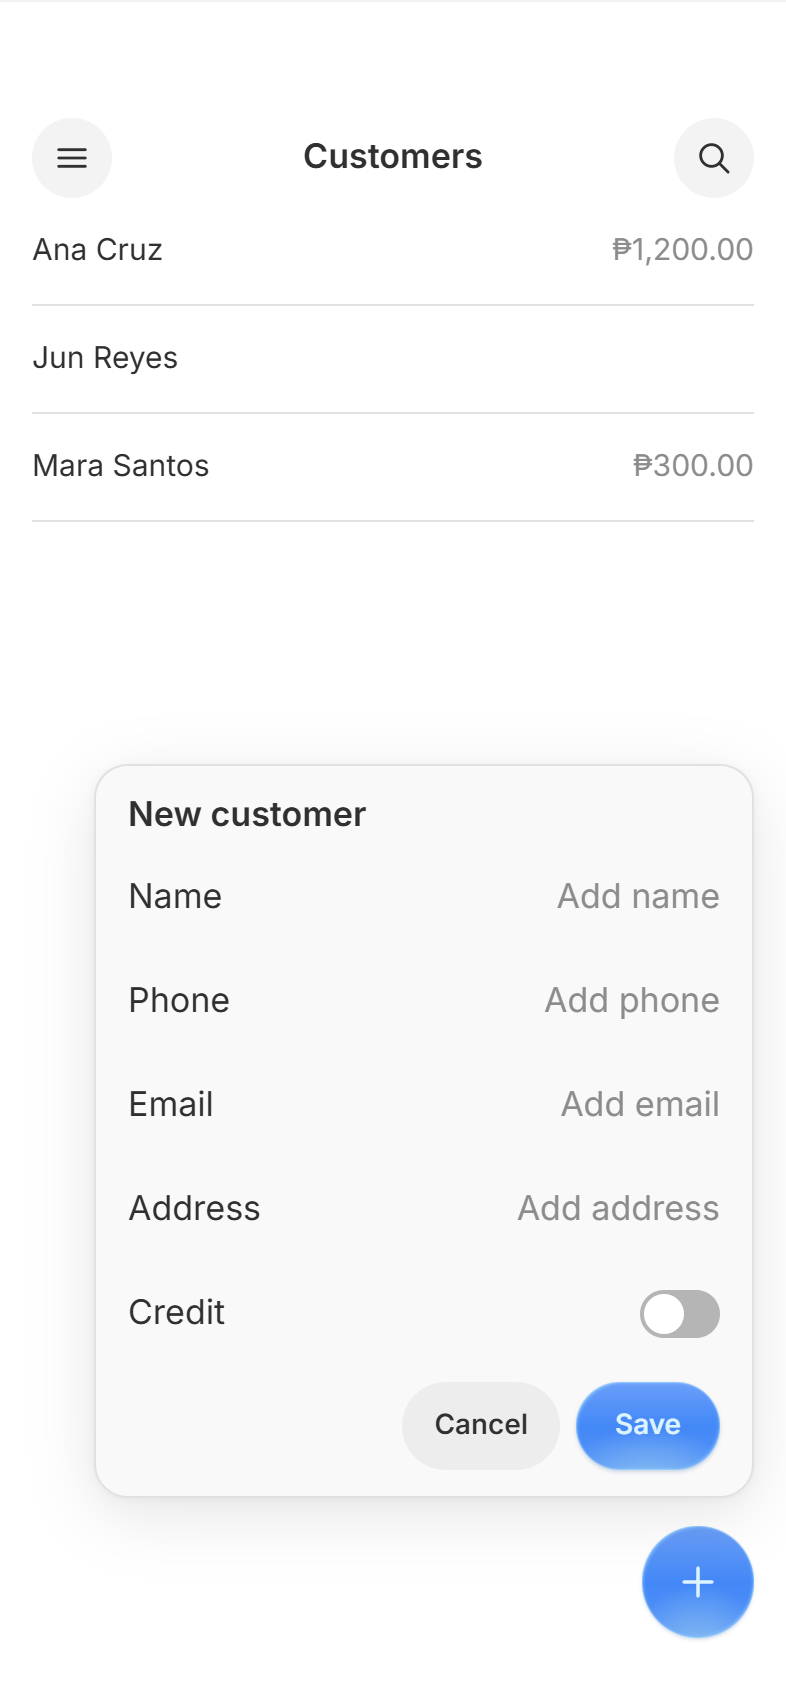 Customers
Ana Cruz ₱1,200.00
Jun Reyes
Mara Santos ₱300.00
New customer
Name Add name
Phone Add phone
Email Add email
Address Add address
Credit
Cancel Save